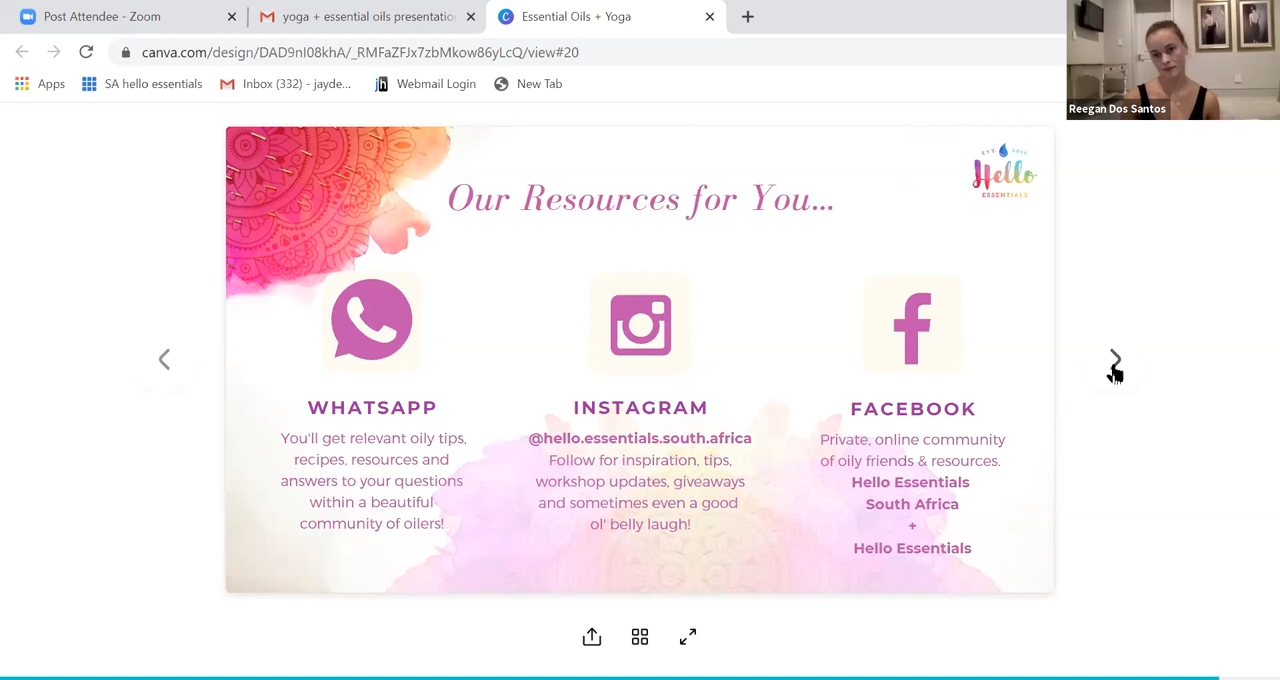 Post Attendee - Zoom
yoga + essential oils presentatio
Essential Oils + Yoga
canva.com/design/DAD9nI08khA/_RMFaZFJx7zbMkow86yLcQ/view#20
Apps
SA hello essentials
Inbox (332) - jayde...
Webmail Login
New Tab
Reegan Dos Santos
EST. 2016
Hello
ESSENTIALS
Our Resources for You...
WHATSAPP
You'll get relevant oily tips,
recipes, resources and
answers to your questions
within a beautiful
community of oilers!
INSTAGRAM
@hello.essentials.south.africa
Follow for inspiration, tips,
workshop updates, giveaways
and sometimes even a good
ol' belly laugh!
FACEBOOK
Private, online community
of oily friends & resources.
Hello Essentials
South Africa
+
Hello Essentials